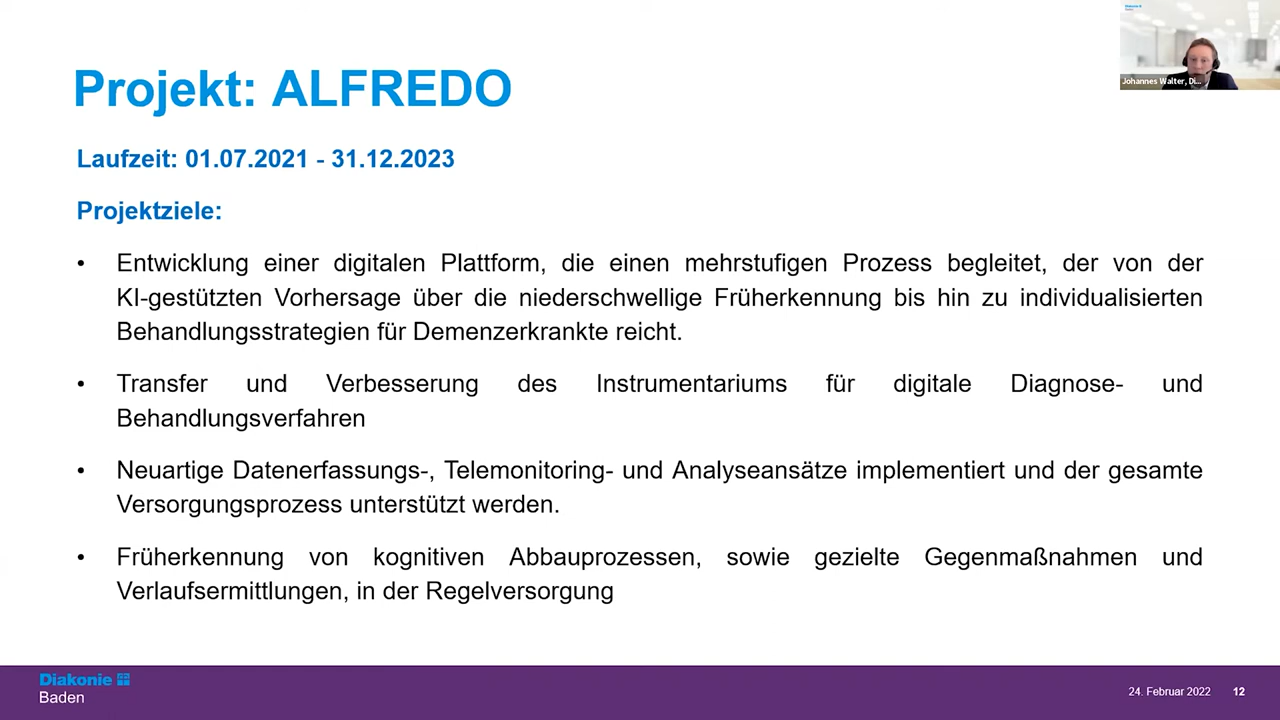 Projekt: ALFREDO
Johannes Walter, Di...
Laufzeit: 01.07.2021 - 31.12.2023
Projektziele:
• Entwicklung einer digitalen Plattform, die einen mehrstufigen Prozess begleitet, der von der
KI-gestützten Vorhersage über die niederschwellige Früherkennung bis hin zu individualisierten
Behandlungsstrategien für Demenzerkrankte reicht.
• Transfer und Verbesserung des Instrumentariums für digitale Diagnose- und
Behandlungsverfahren
• Neuartige Datenerfassungs-, Telemonitoring- und Analyseansätze implementiert und der gesamte
Versorgungsprozess unterstützt werden.
• Früherkennung von kognitiven Abbauprozessen, sowie gezielte Gegenmaßnahmen und
Verlaufsermittlungen, in der Regelversorgung
Diakonie
Baden
24. Februar 2022 12